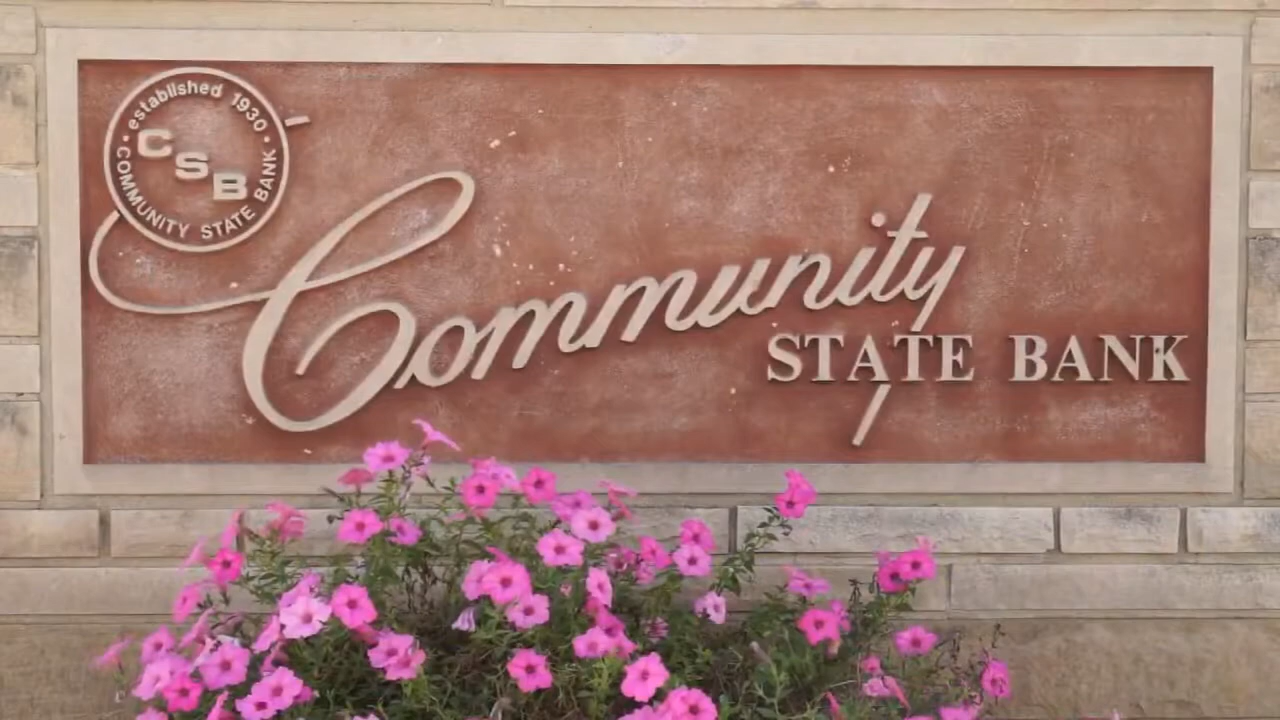 established 1930
CSB
COMMUNITY STATE BANK
Community
STATE BANK